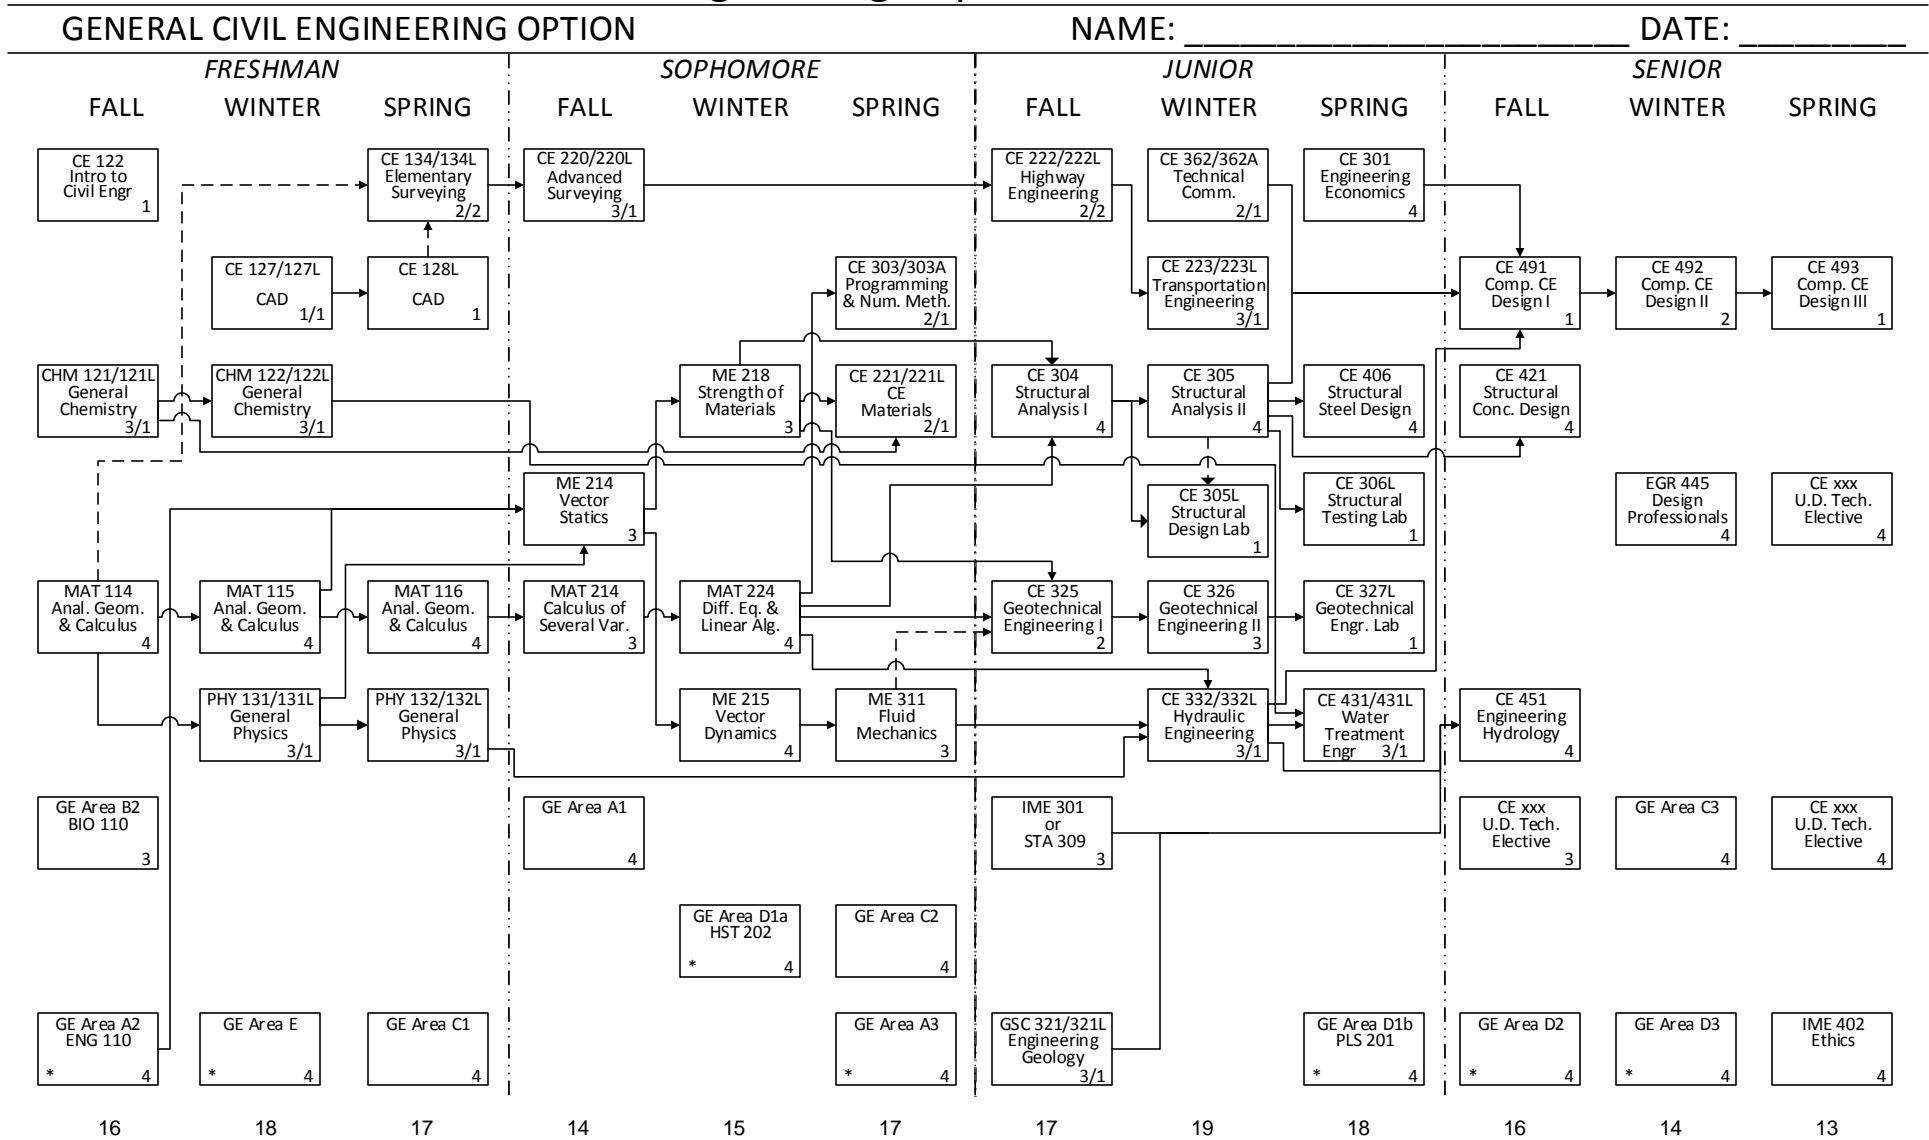 GENERAL CIVIL ENGINEERING OPTION NAME: ________________________ DATE: _________
FRESHMAN SOPHOMORE JUNIOR SENIOR
FALL WINTER SPRING FALL WINTER SPRING FALL WINTER SPRING FALL WINTER SPRING
CE 122
Intro to
Civil Engr
1
CE 134/134L
Elementary
Surveying
2/2
CE 220/220L
Advanced
Surveying
3/1
CE 222/222L
Highway
Engineering
2/2
CE 362/362A
Technical
Comm.
2/1
CE 301
Engineering
Economics
4
CE 127/127L
CAD
1/1
CE 128L
CAD
1
CE 303/303A
Programming
& Num. Meth.
2/1
CE 223/223L
Transportation
Engineering
3/1
CE 491
Comp. CE
Design I
1
CE 492
Comp. CE
Design II
2
CE 493
Comp. CE
Design III
1
CHM 121/121L
General
Chemistry
3/1
CHM 122/122L
General
Chemistry
3/1
ME 218
Strength of
Materials
3
CE 221/221L
CE
Materials
2/1
CE 304
Structural
Analysis I
4
CE 305
Structural
Analysis II
4
CE 406
Structural
Steel Design
4
CE 421
Structural
Conc. Design
4
ME 214
Vector
Statics
3
CE 305L
Structural
Design Lab
1
CE 306L
Structural
Testing Lab
1
EGR 445
Design
Professionals
4
CE xxx
U.D. Tech.
Elective
4
MAT 114
Anal. Geom.
& Calculus
4
MAT 115
Anal. Geom.
& Calculus
4
MAT 116
Anal. Geom.
& Calculus
4
MAT 214
Calculus of
Several Var.
3
MAT 224
Diff. Eq. &
Linear Alg.
4
CE 325
Geotechnical
Engineering I
2
CE 326
Geotechnical
Engineering II
3
CE 327L
Geotechnical
Engr. Lab
1
PHY 131/131L
General
Physics
3/1
PHY 132/132L
General
Physics
3/1
ME 215
Vector
Dynamics
4
ME 311
Fluid
Mechanics
3
CE 332/332L
Hydraulic
Engineering
3/1
CE 431/431L
Water
Treatment
Engr 3/1
CE 451
Engineering
Hydrology
4
GE Area B2
BIO 110
3
GE Area A1
4
IME 301
or
STA 309
3
CE xxx
U.D. Tech.
Elective
3
GE Area C3
4
CE xxx
U.D. Tech.
Elective
4
GE Area D1a
HST 202
* 4
GE Area C2
4
GE Area A2
ENG 110
* 4
GE Area E
* 4
GE Area C1
4
GE Area A3
* 4
GSC 321/321L
Engineering
Geology
3/1
GE Area D1b
PLS 201
* 4
GE Area D2
* 4
GE Area D3
* 4
IME 402
Ethics
4
16 18 17 14 15 17 17 19 18 16 14 13